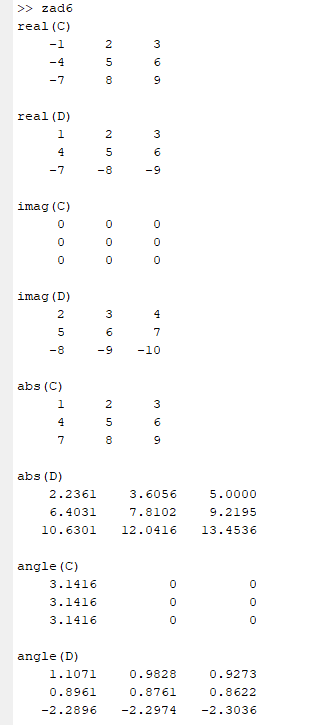 >> zad6
real(C)
-1 2 3
-4 5 6
-7 8 9
real(D)
1 2 3
4 5 6
-7 -8 -9
imag(C)
0 0 0
0 0 0
0 0 0
imag(D)
2 3 4
5 6 7
-8 -9 -10
abs(C)
1 2 3
4 5 6
7 8 9
abs(D)
2.2361 3.6056 5.0000
6.4031 7.8102 9.2195
10.6301 12.0416 13.4536
angle(C)
3.1416 0 0
3.1416 0 0
3.1416 0 0
angle(D)
1.1071 0.9828 0.9273
0.8961 0.8761 0.8622
-2.2896 -2.2974 -2.3036